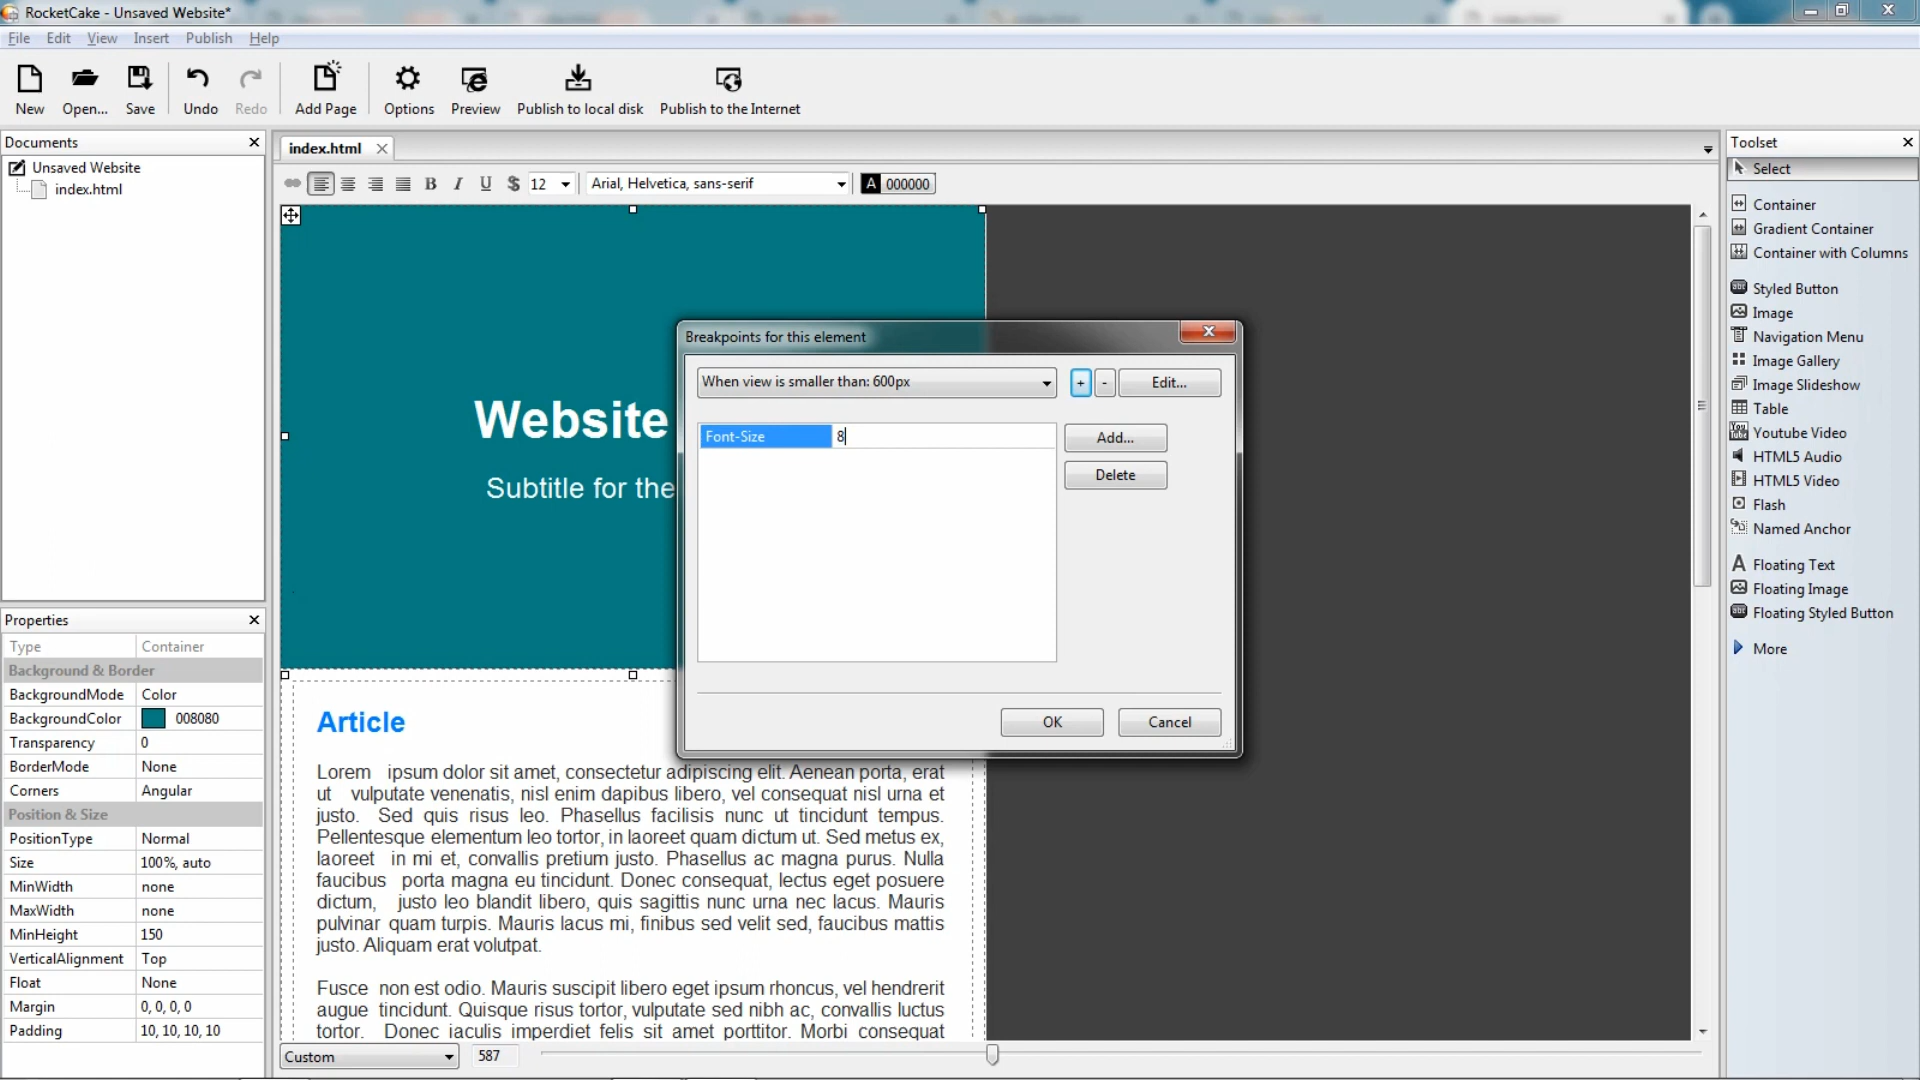 RocketCake - Unsaved Website*
File Edit View Insert Publish Help
New Open... Save Undo Redo Add Page Options Preview Publish to local disk Publish to the Internet
Documents
Unsaved Website
index.html
index.html
B I U $ 12 Arial, Helvetica, sans-serif A 000000
Website
Subtitle for the
Breakpoints for this element
When view is smaller than: 600px + - Edit...
Font-Size 8
Add...
Delete
OK Cancel
Article
Lorem ipsum dolor sit amet, consectetur adipiscing elit. Aenean porta, erat
ut vulputate venenatis, nisl enim dapibus libero, vel consequat nisl urna et
justo. Sed quis risus leo. Phasellus facilisis nunc ut tincidunt tempus.
Pellentesque elementum leo tortor, in laoreet quam dictum ut. Sed metus ex,
laoreet in mi et, convallis pretium justo. Phasellus ac magna purus. Nulla
faucibus porta magna eu tincidunt. Donec consequat, lectus eget posuere
dictum, justo leo blandit libero, quis sagittis nunc urna nec lacus. Mauris
pulvinar quam turpis. Mauris lacus mi, finibus sed velit sed, faucibus mattis
justo. Aliquam erat volutpat.
Fusce non est odio. Mauris suscipit libero eget ipsum rhoncus, vel hendrerit
augue tincidunt. Quisque risus tortor, vulputate sed nibh ac, convallis luctus
tortor. Donec iaculis imperdiet felis sit amet porttitor. Morbi consequat
Custom 587
Properties
Type Container
Background & Border
BackgroundMode Color
BackgroundColor 008080
Transparency 0
BorderMode None
Corners Angular
Position & Size
PositionType Normal
Size 100%, auto
MinWidth none
MaxWidth none
MinHeight 150
VerticalAlignment Top
Float None
Margin 0, 0, 0, 0
Padding 10, 10, 10, 10
Toolset
Select
Container
Gradient Container
Container with Columns
Styled Button
Image
Navigation Menu
Image Gallery
Image Slideshow
Table
Youtube Video
HTML5 Audio
HTML5 Video
Flash
Named Anchor
Floating Text
Floating Image
Floating Styled Button
More